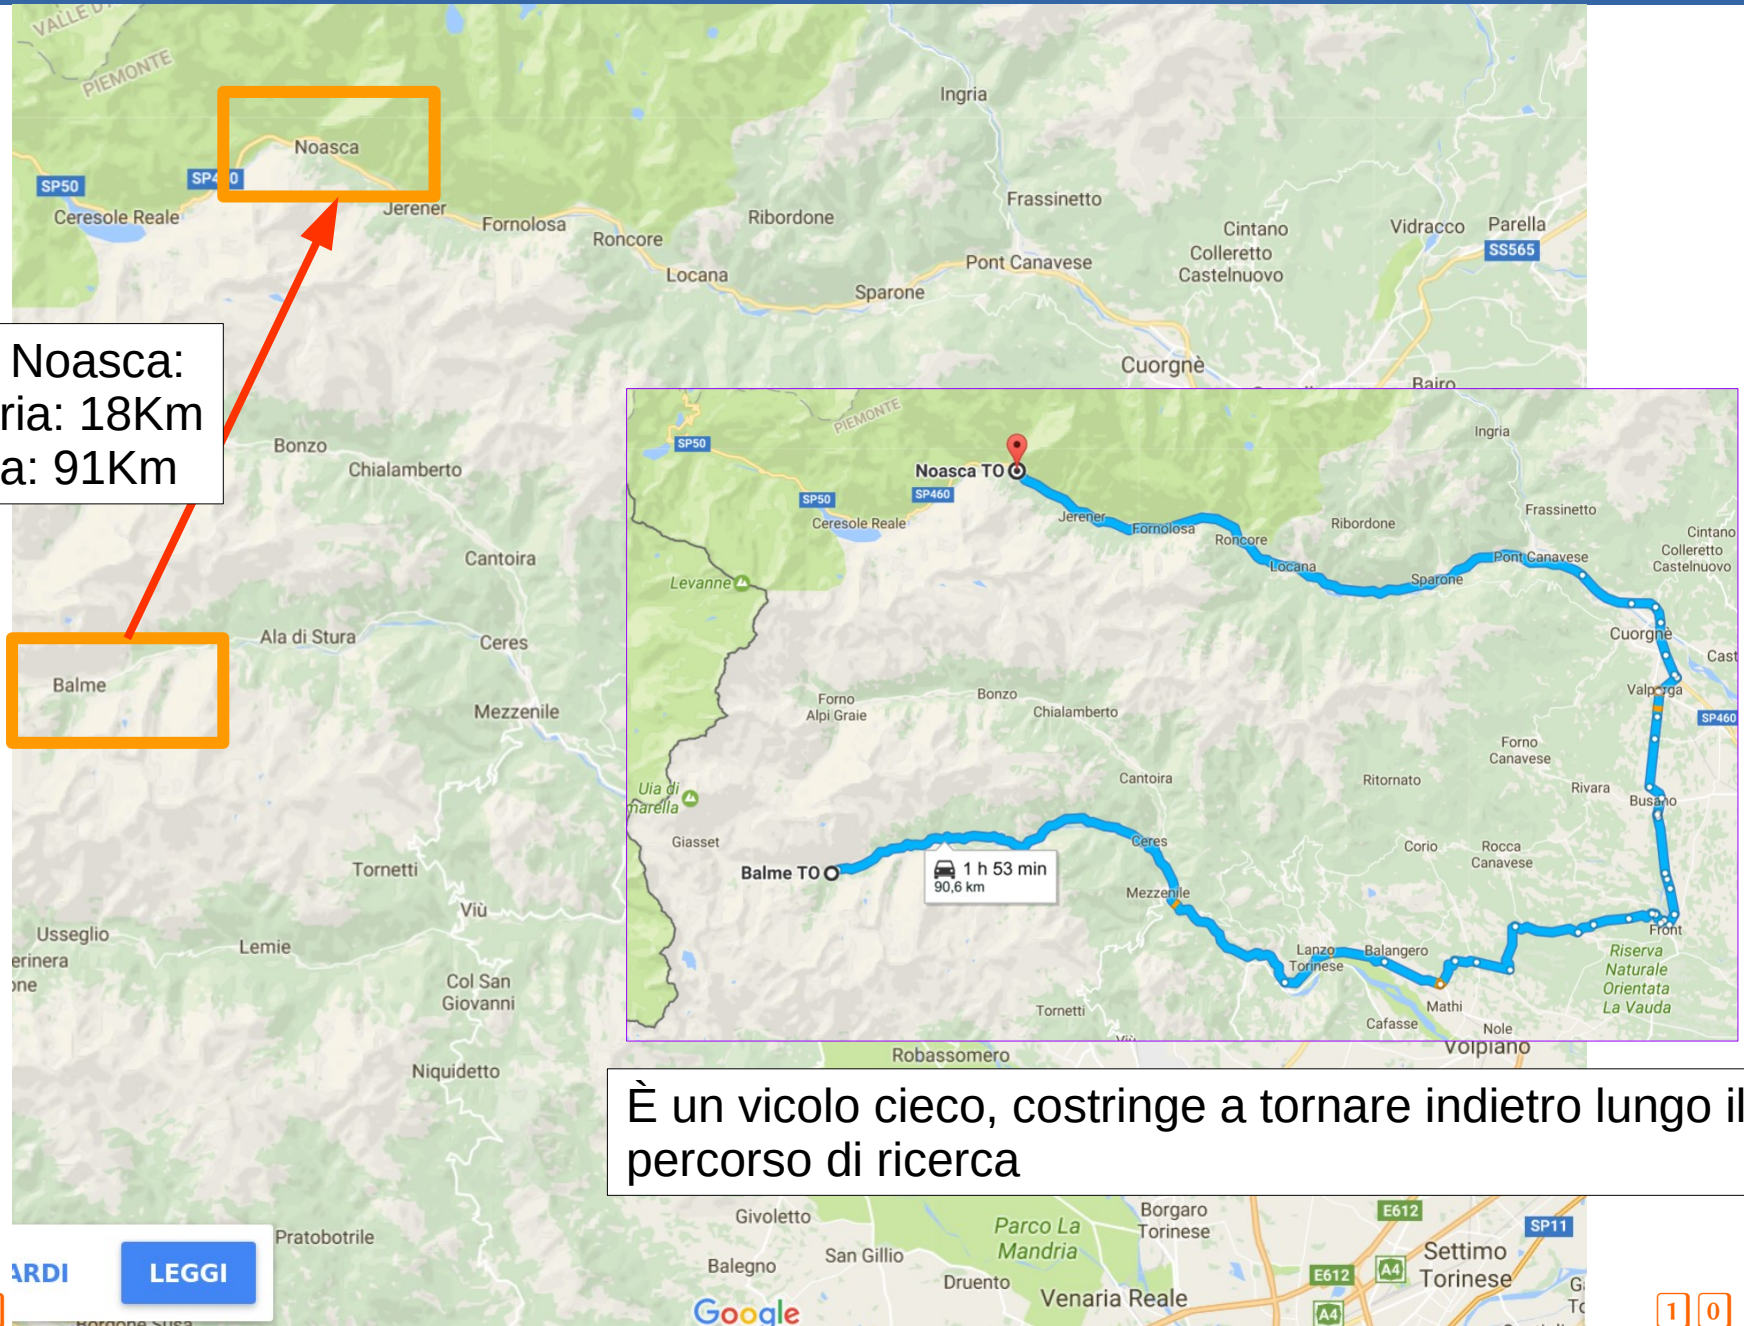 VALLE D'
PIEMONTE
Noasca
SP50
SP460
Ceresole Reale
Jerener
Fornolosa
Roncore
Locana
Ribordone
Sparone
Ingria
Frassinetto
Pont Canavese
Cintano
Colleretto
Castelnuovo
Vidracco
Parella
SS565
Cuorgnè
Bairo
Noasca:
ria: 18Km
a: 91Km
Bonzo
Chialamberto
Cantoira
Ala di Stura
Ceres
Balme
Mezzenile
Tornetti
Viù
Usseglio
Lemie
Col San
Giovanni
Niquidetto
PIEMONTE
SP50
Noasca TO
SP50
SP460
Ceresole Reale
Jerener
Fornolosa
Roncore
Locana
Ribordone
Sparone
Ingria
Frassinetto
Pont Canavese
Cintano
Colleretto
Castelnuovo
Cuorgnè
Cast
Valperga
SP460
Levanne
Forno
Alpi Graie
Bonzo
Chialamberto
Cantoira
Forno
Canavese
Ritornato
Rivara
Busano
Uia di
marella
Giasset
Balme TO
1 h 53 min
90,6 km
Ceres
Mezzenile
Corio
Rocca
Canavese
Front
Lanzo
Torinese
Balangero
Mathi
Cafasse
Nole
Riserva
Naturale
Orientata
La Vauda
Tornetti
Viù
Robassomero
Volpiano
È un vicolo cieco, costringe a tornare indietro lungo il
percorso di ricerca
Pratobotrile
ARDI
LEGGI
Givoletto
Balegno
San Gillio
Druento
Parco La
Mandria
Venaria Reale
Borgaro
Torinese
E612
SP11
Settimo
Torinese
E612
A4
A4
Google
1 0